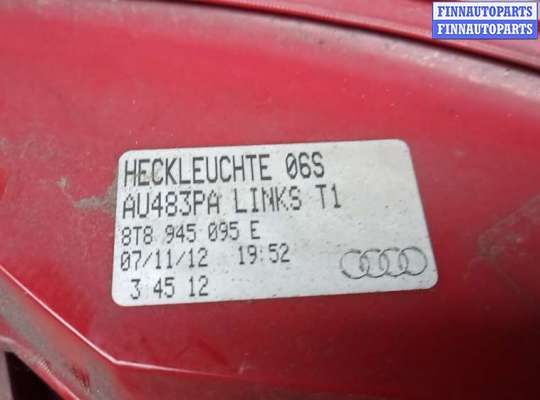 FINNAUTOPARTS
FINNAUTOPARTS
HECKLEUCHTE 06S
AU483PA LINKS T1
8T8 945 095 E
07/11/12 19:52
3 45 12